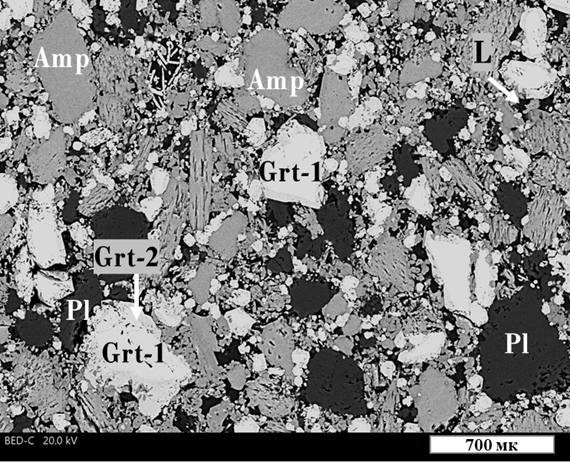 Amp
Amp
L
Grt-1
Grt-2
Pl
Grt-1
Pl
BED-C 20.0 kV
700 мк